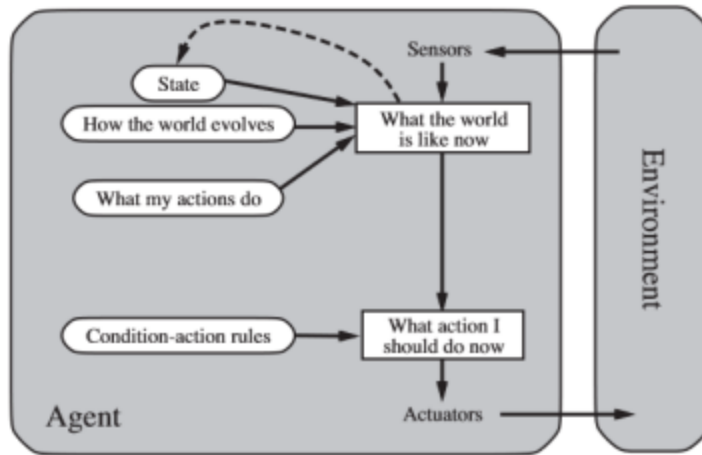 Sensors
State
How the world evolves
What the world
is like now
What my actions do
Condition-action rules
What action I
should do now
Agent
Actuators
Environment